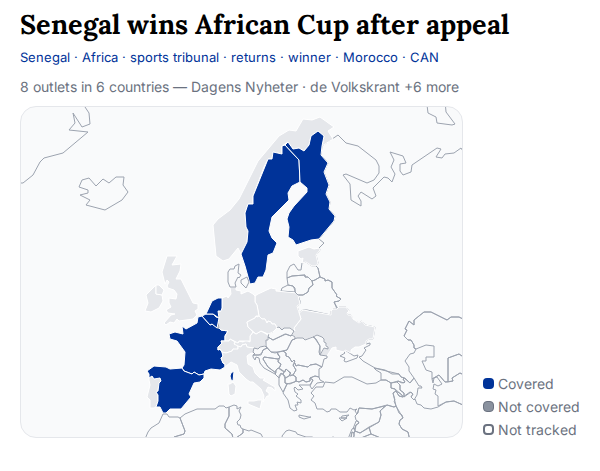 Senegal wins African Cup after appeal
Senegal · Africa · sports tribunal · returns · winner · Morocco · CAN
8 outlets in 6 countries — Dagens Nyheter · de Volkskrant +6 more
Covered
Not covered
Not tracked